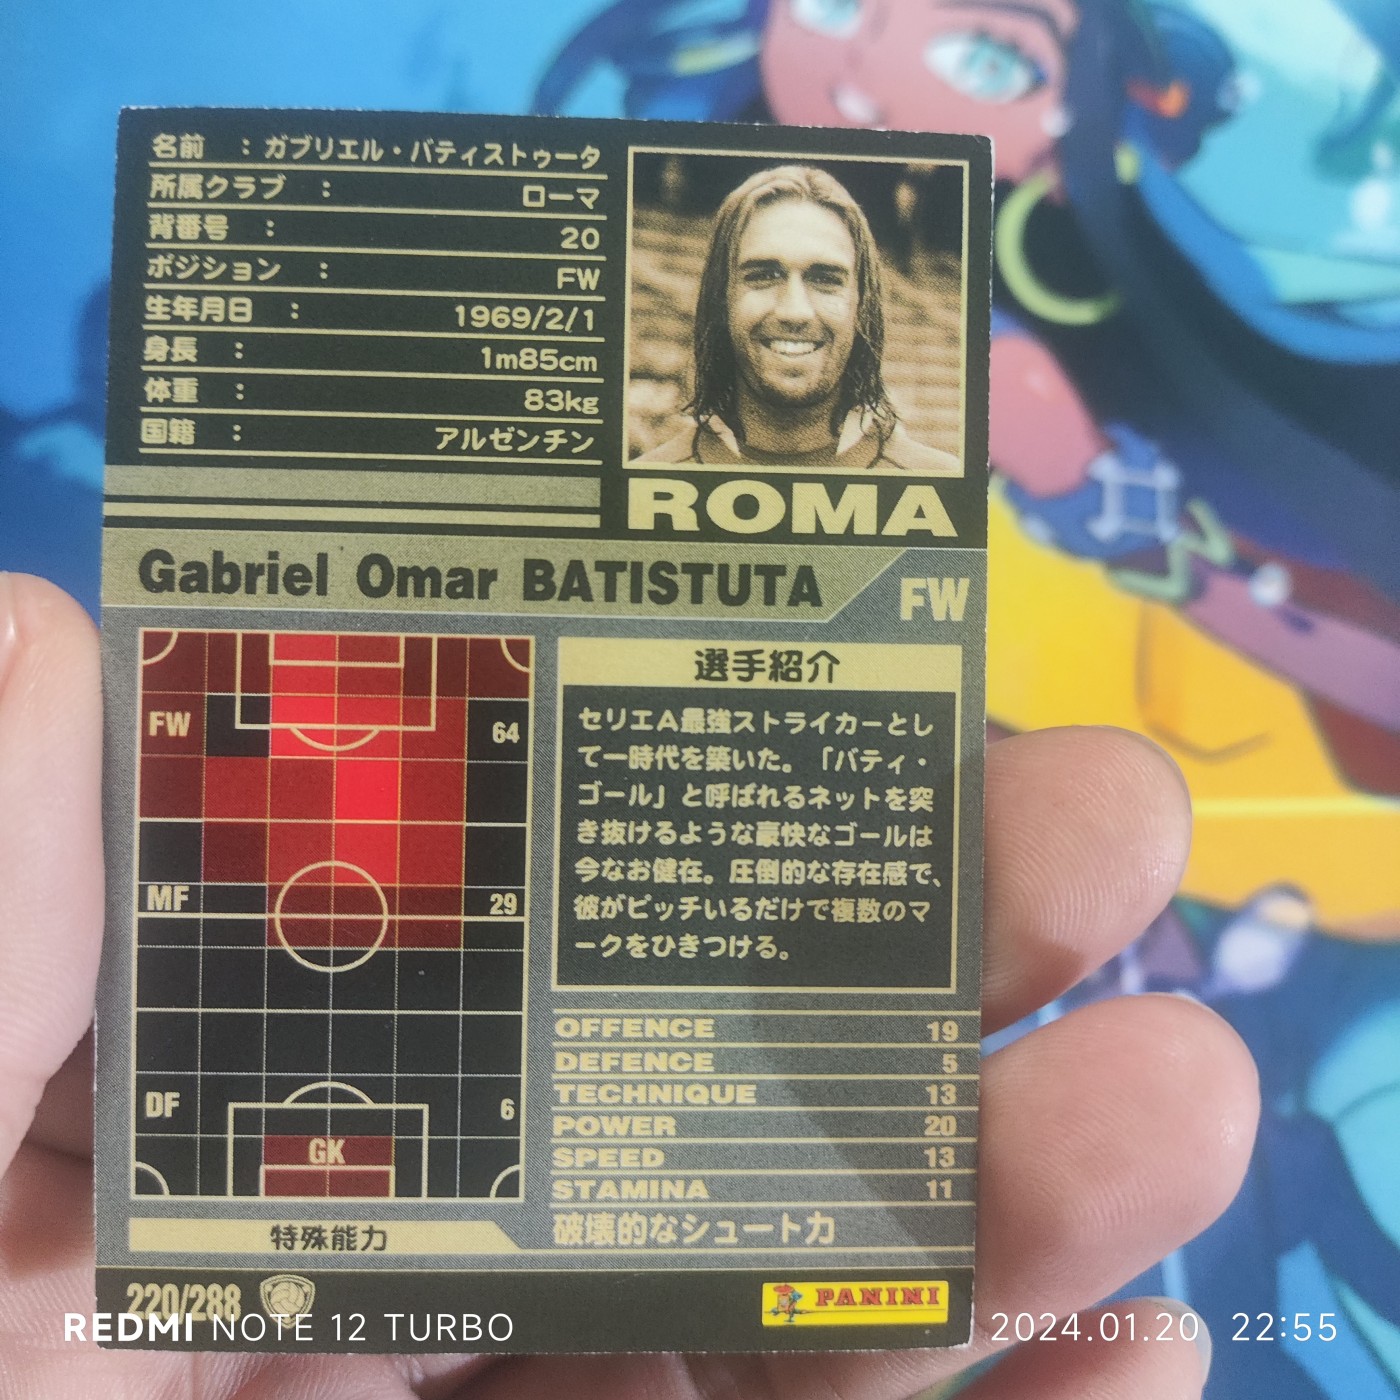 名前 : ガブリエル・バティストゥータ
所属クラブ : ローマ
背番号 : 20
ポジション : FW
生年月日 : 1969/2/1
身長 : 1m85cm
体重 : 83kg
国籍 : アルゼンチン
ROMA
Gabriel Omar BATISTUTA
FW
FW 64
MF 29
DF 6
GK
選手紹介
セリエA最強ストライカーとし
て一時代を築いた。「バティ・
ゴール」と呼ばれるネットを突
き抜けるような豪快なゴールは
今なお健在。圧倒的な存在感で、
彼がピッチいるだけで複数のマ
ークをひきつける。
OFFENCE 19
DEFENCE 5
TECHNIQUE 13
POWER 20
SPEED 13
STAMINA 11
特殊能力 破壊的なシュート力
220/288
PANINI
REDMI NOTE 12 TURBO
2024.01.20 22:55